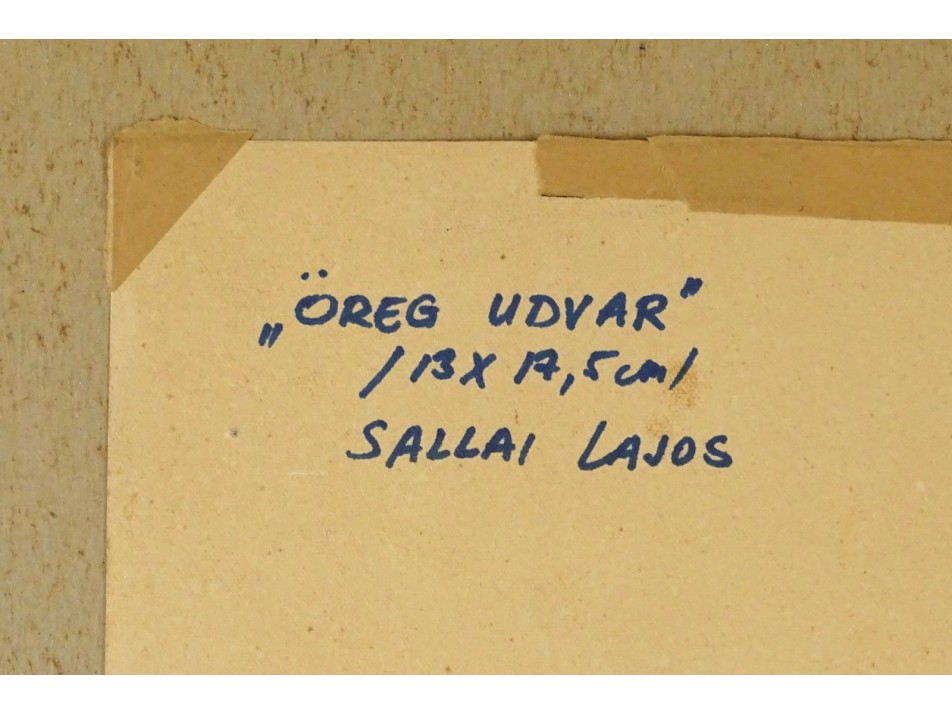 „ÖREG UDVAR"
/13X17,5cm/
SALLAI LAJOS